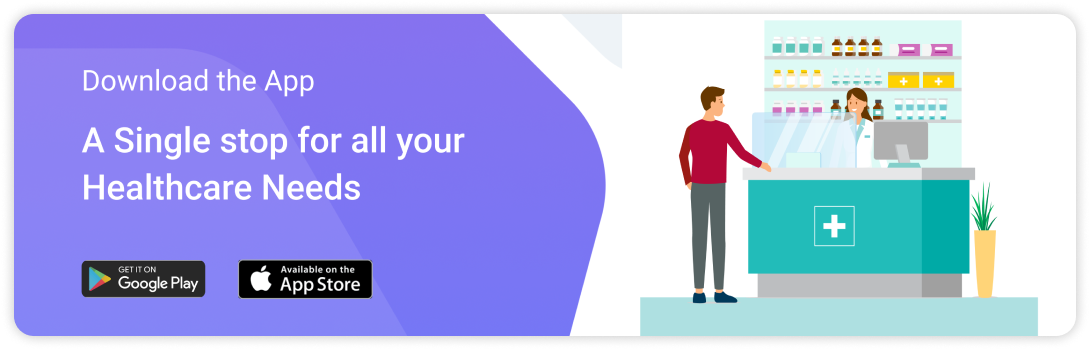 Download the App
A Single stop for all your
Healthcare Needs
GET IT ON
Google Play
Available on the
App Store